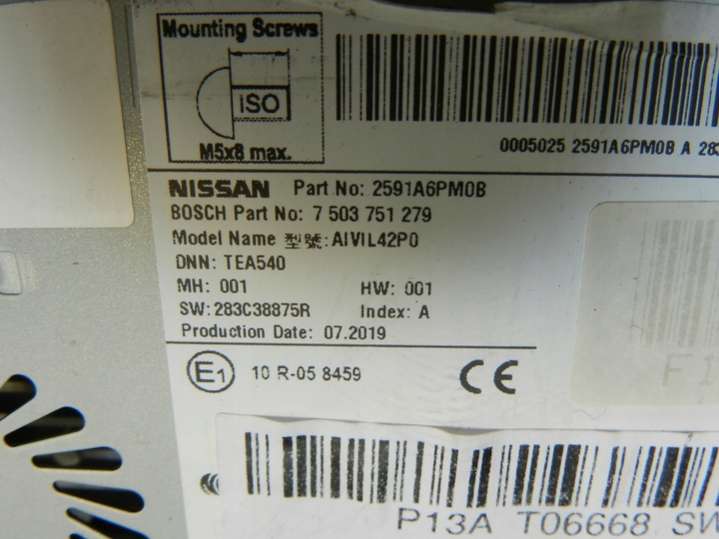 Mounting Screws
ISO
M5x8 max.
0005025 2591A6PM0B A 283
NISSAN Part No: 2591A6PM0B
BOSCH Part No: 7 503 751 279
Model Name 型號: AIVIL42P0
DNN: TEA540
MH: 001 HW: 001
SW: 283C38875R Index: A
Production Date: 07.2019
E1 10 R-05 8459 CE
P13A T06668 SW